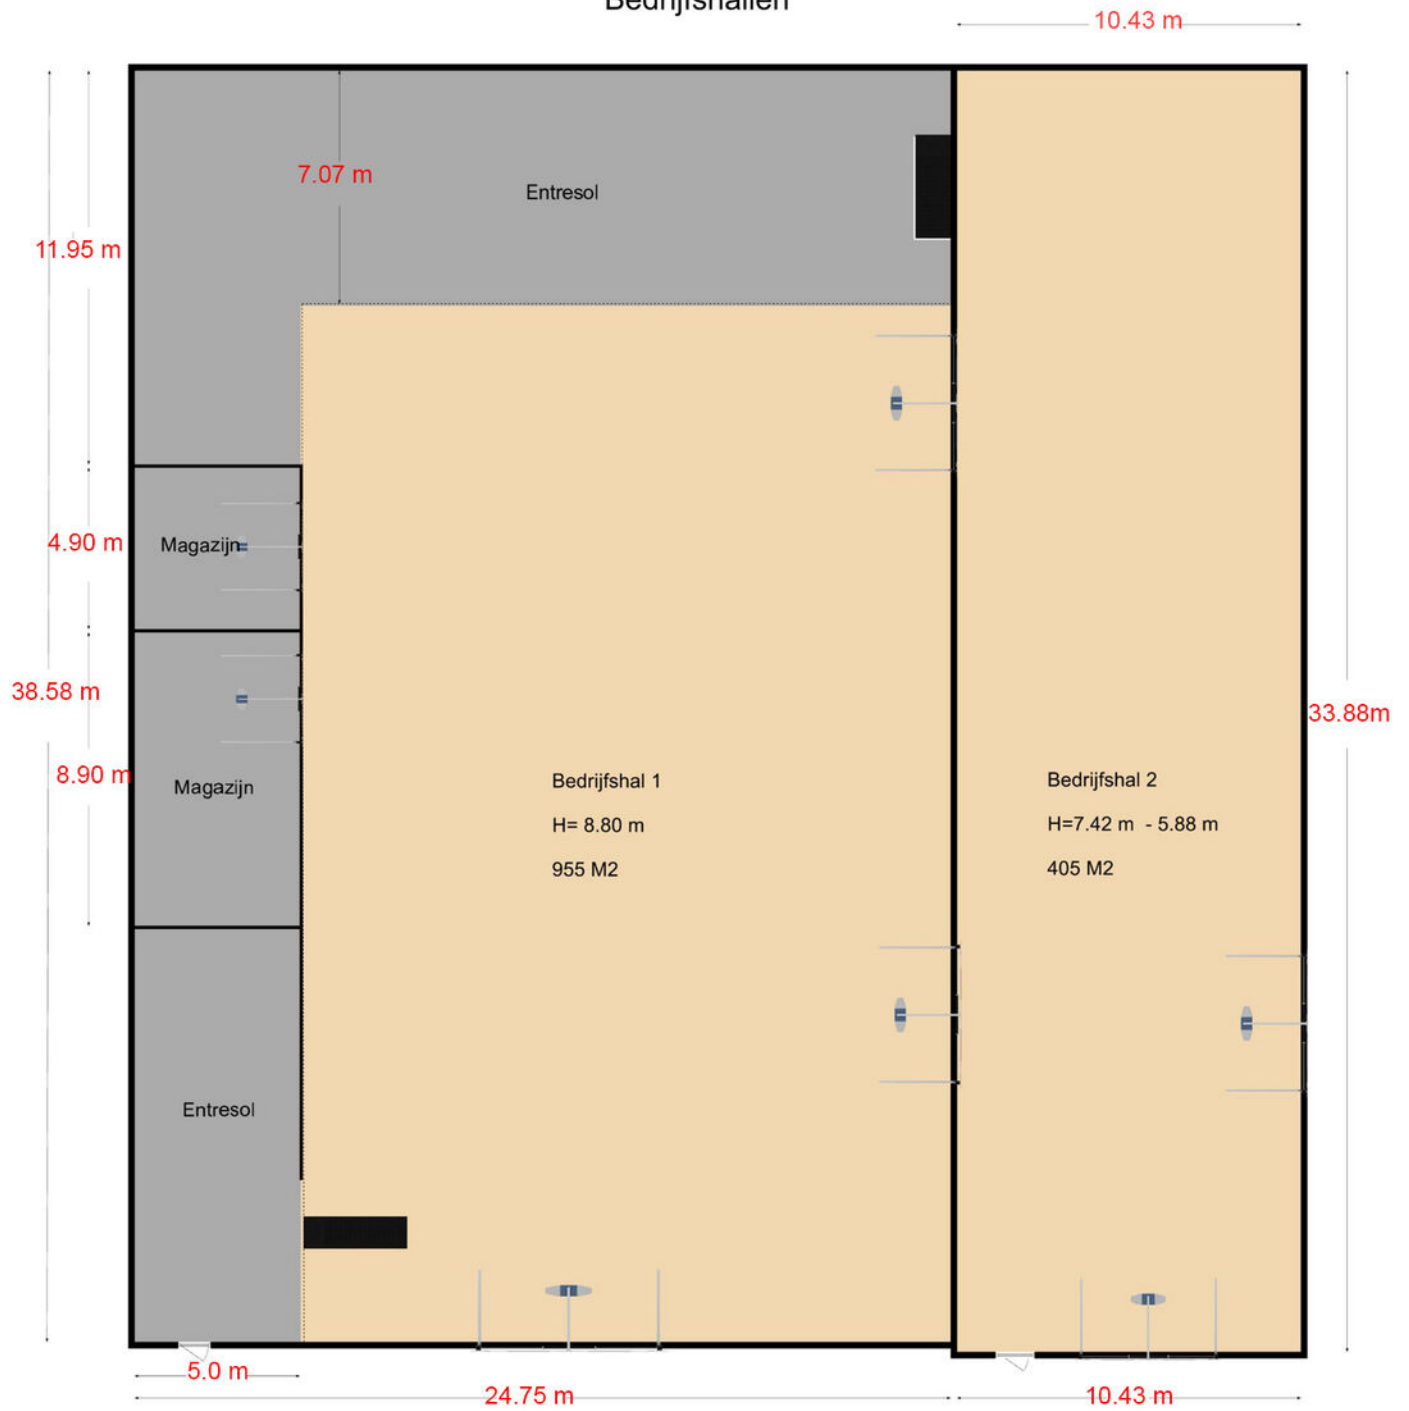 Bedrijfshallen
10.43 m
7.07 m
Entresol
11.95 m
Magazijn
4.90 m
38.58 m
33.88m
8.90 m
Magazijn
Bedrijfshal 1
H= 8.80 m
955 M2
Bedrijfshal 2
H=7.42 m - 5.88 m
405 M2
Entresol
5.0 m
24.75 m
10.43 m